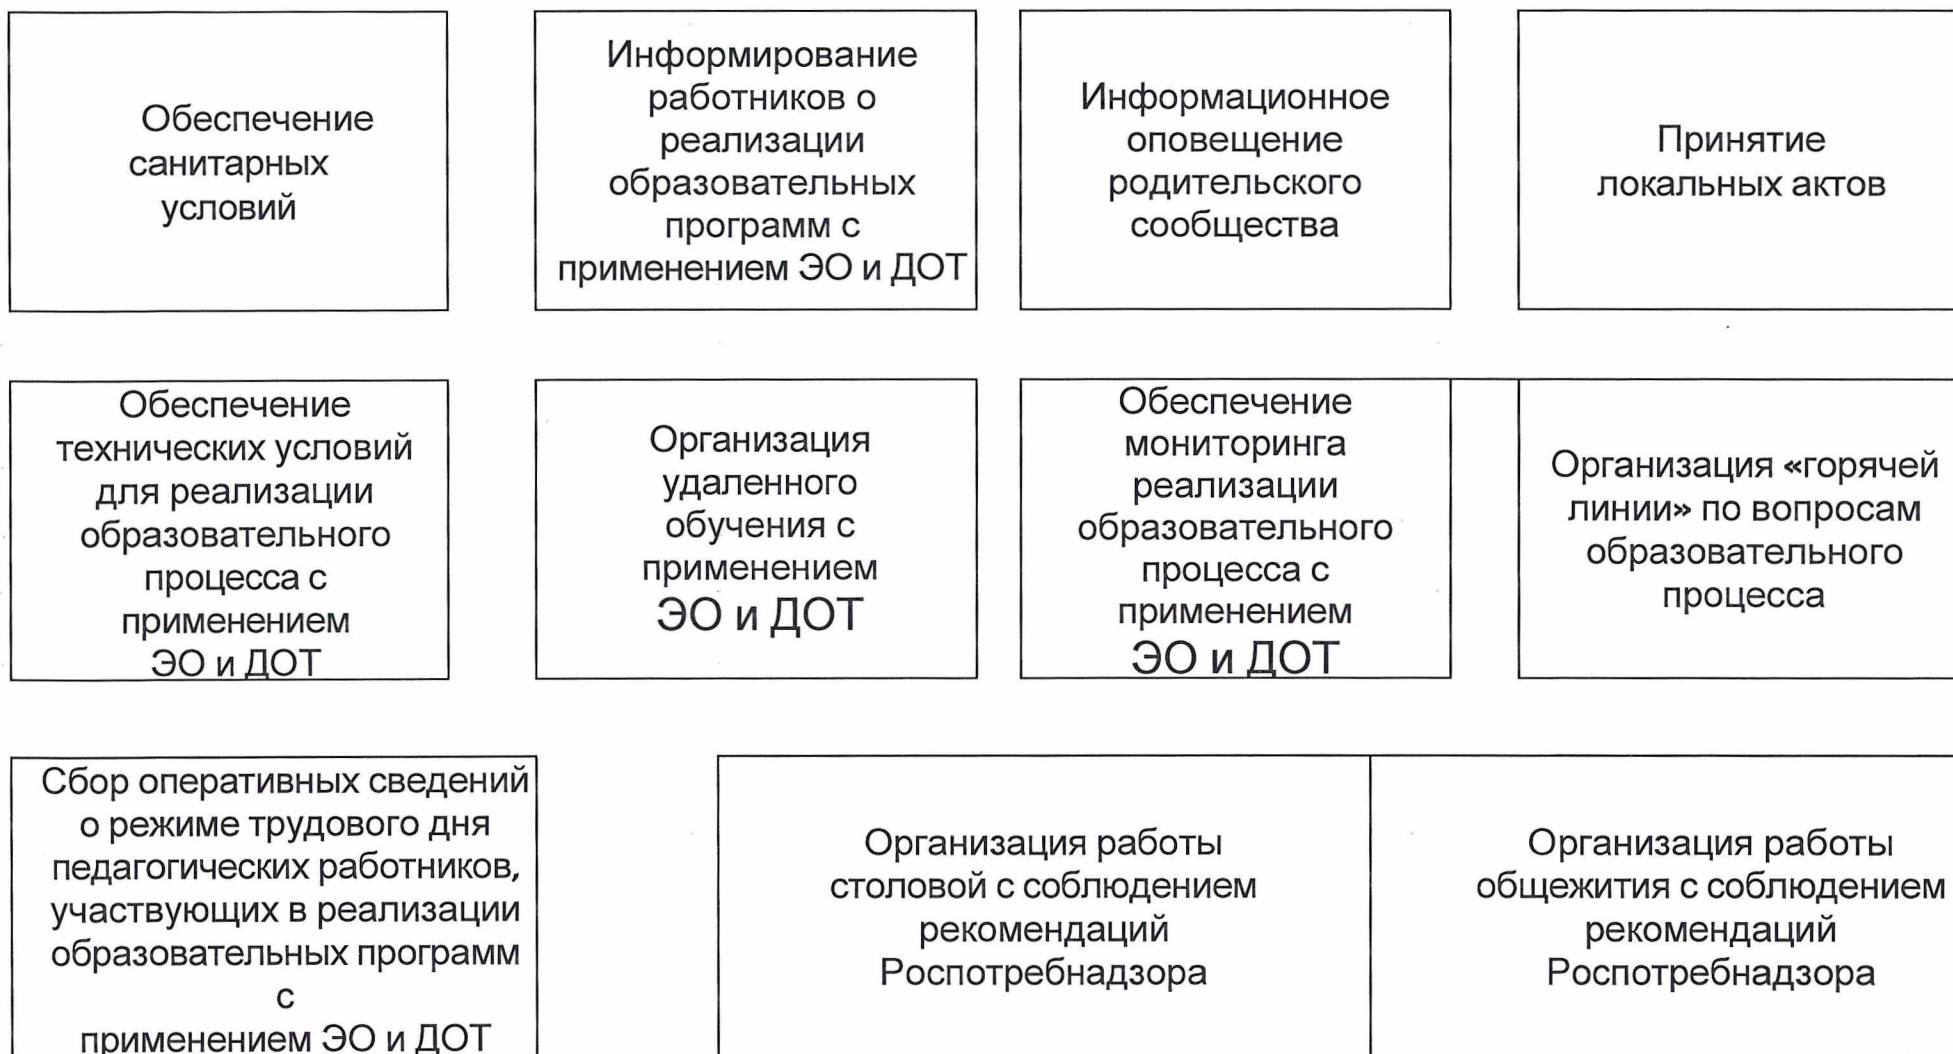 Обеспечение
санитарных
условий
Информирование
работников о
реализации
образовательных
программ с
применением ЭО и ДОТ
Информационное
оповещение
родительского
сообщества
Принятие
локальных актов
Обеспечение
технических условий
для реализации
образовательного
процесса с
применением
ЭО и ДОТ
Организация
удаленного
обучения с
применением
ЭО и ДОТ
Обеспечение
мониторинга
реализации
образовательного
процесса с
применением
ЭО и ДОТ
Организация «горячей
линии» по вопросам
образовательного
процесса
Сбор оперативных сведений
о режиме трудового дня
педагогических работников,
участвующих в реализации
образовательных программ
с
применением ЭО и ДОТ
Организация работы
столовой с соблюдением
рекомендаций
Роспотребнадзора
Организация работы
общежития с соблюдением
рекомендаций
Роспотребнадзора